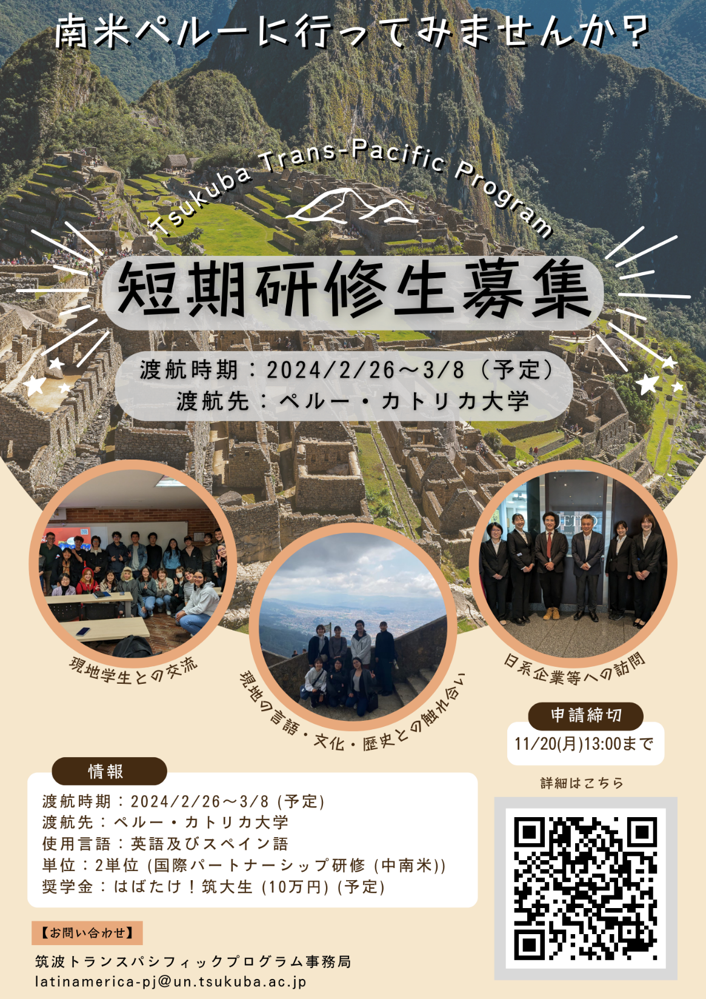 南米ペルーに行ってみませんか?
Tsukuba Trans-Pacific Program
短期研修生募集
渡航時期：2024/2/26～3/8（予定）
渡航先：ペルー・カトリカ大学
JETRO
現地学生との交流
現地の言語・文化・歴史との触れ合い
日系企業等への訪問
申請締切
11/20(月)13:00まで
詳細はこちら
情報
渡航時期：2024/2/26～3/8 (予定)
渡航先：ペルー・カトリカ大学
使用言語：英語及びスペイン語
単位：2単位 (国際パートナーシップ研修 (中南米))
奨学金：はばたけ！筑大生 (10万円) (予定)
【お問い合わせ】
筑波トランスパシフィックプログラム事務局
latinamerica-pj@un.tsukuba.ac.jp